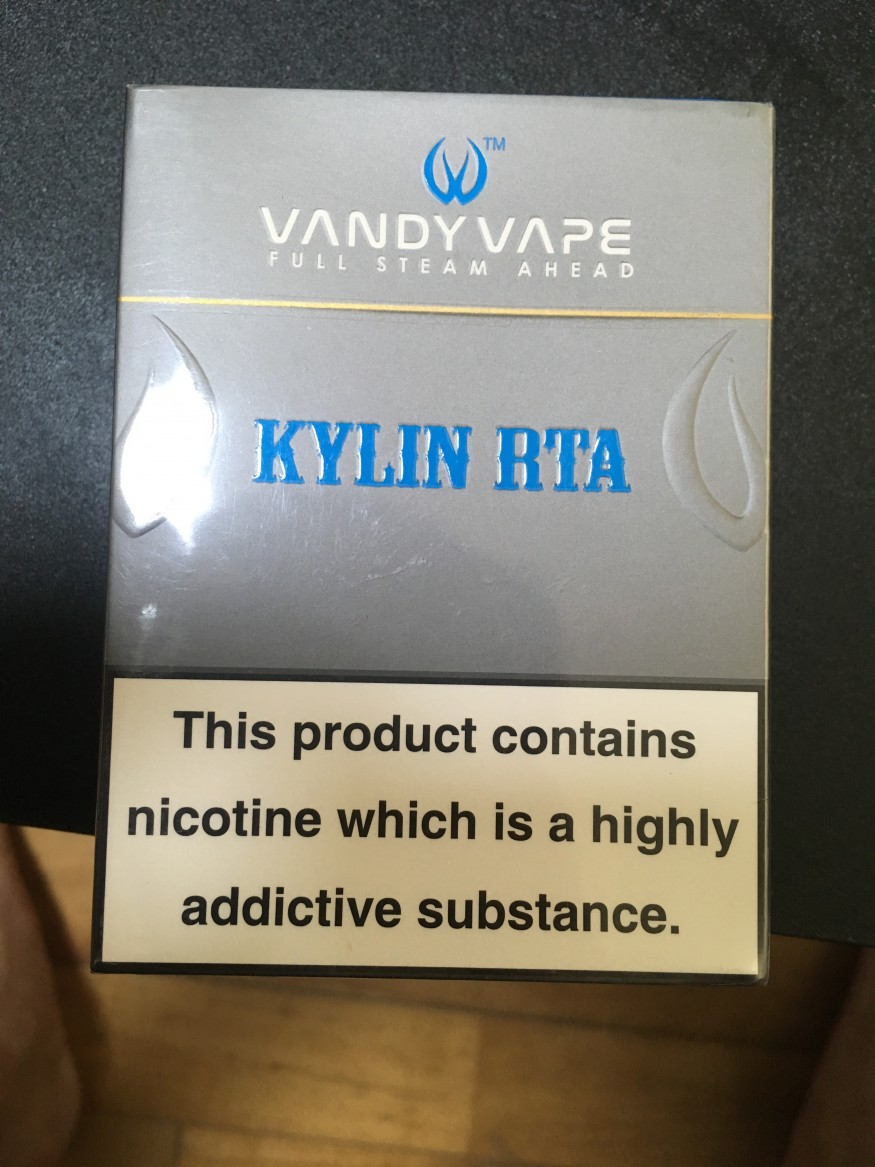 TM
VANDY VAPE
FULL STEAM AHEAD
KYLIN RTA
This product contains
nicotine which is a highly
addictive substance.